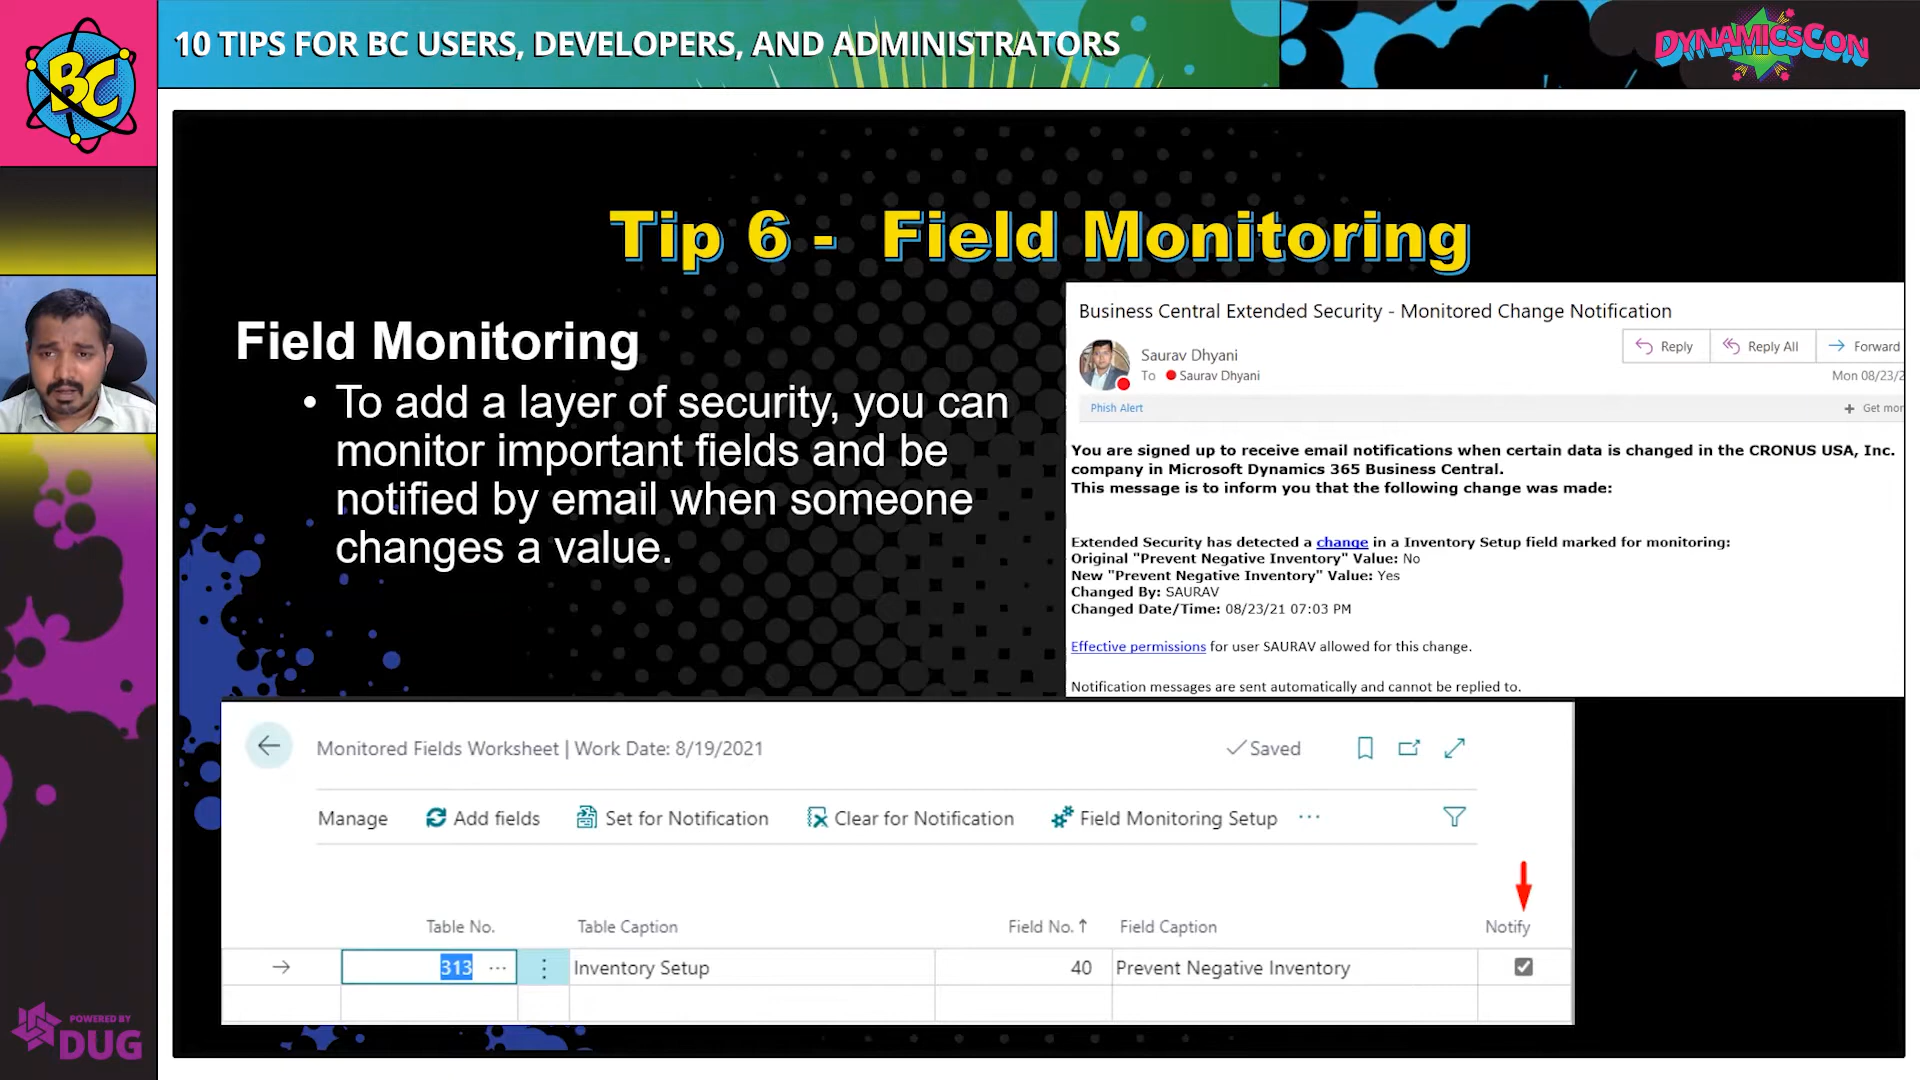 BC
10 TIPS FOR BC USERS, DEVELOPERS, AND ADMINISTRATORS
DYNAMICSCON
Tip 6 - Field Monitoring
Field Monitoring
• To add a layer of security, you can
monitor important fields and be
notified by email when someone
changes a value.
Business Central Extended Security - Monitored Change Notification
Saurav Dhyani
To Saurav Dhyani
Reply Reply All Forward
Mon 08/23/2
Phish Alert
+ Get mor
You are signed up to receive email notifications when certain data is changed in the CRONUS USA, Inc.
company in Microsoft Dynamics 365 Business Central.
This message is to inform you that the following change was made:
Extended Security has detected a change in a Inventory Setup field marked for monitoring:
Original "Prevent Negative Inventory" Value: No
New "Prevent Negative Inventory" Value: Yes
Changed By: SAURAV
Changed Date/Time: 08/23/21 07:03 PM
Effective permissions for user SAURAV allowed for this change.
Notification messages are sent automatically and cannot be replied to.
Monitored Fields Worksheet | Work Date: 8/19/2021
Saved
Manage Add fields Set for Notification Clear for Notification Field Monitoring Setup ...
Table No. Table Caption Field No. ↑ Field Caption Notify
→ 313 ... Inventory Setup 40 Prevent Negative Inventory
POWERED BY
DUG